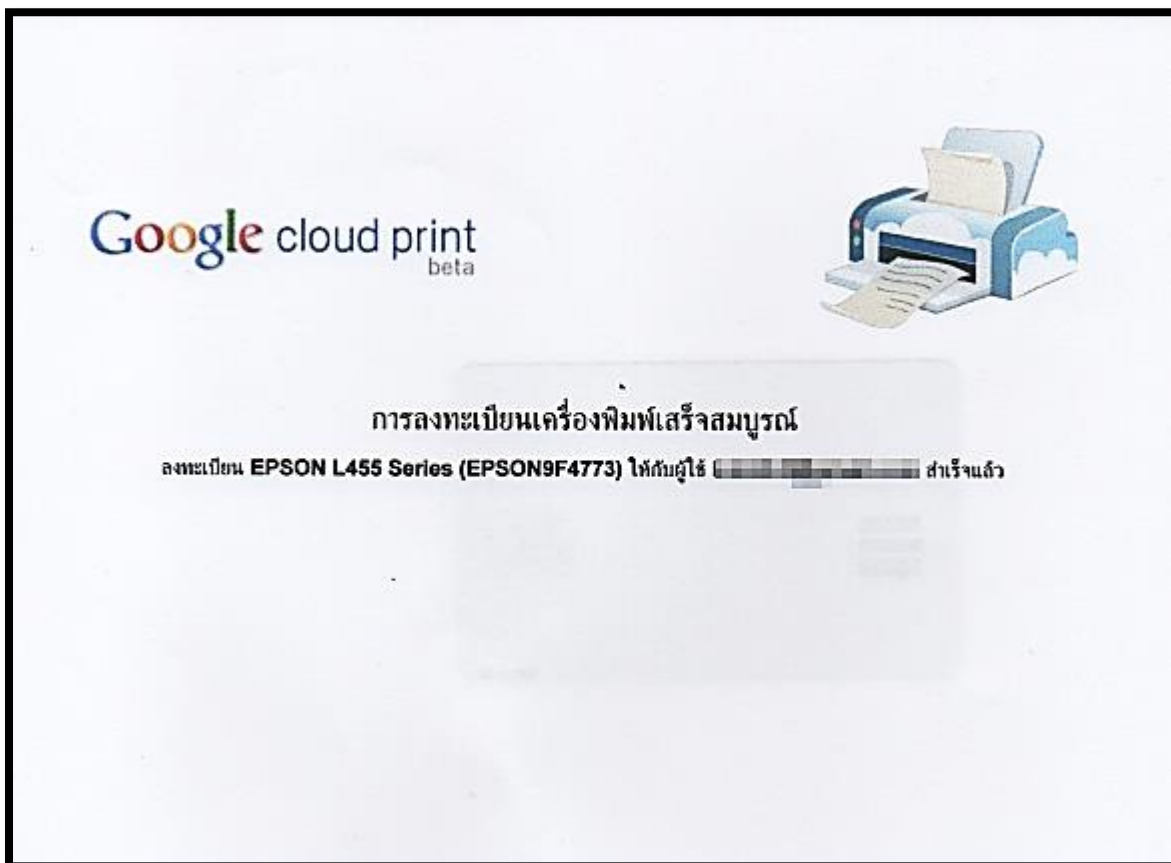 Google cloud print
beta
การลงทะเบียนเครื่องพิมพ์เสร็จสมบูรณ์
ลงทะเบียน EPSON L455 Series (EPSON9F4773) ให้กับผู้ใช้ สำเร็จแล้ว